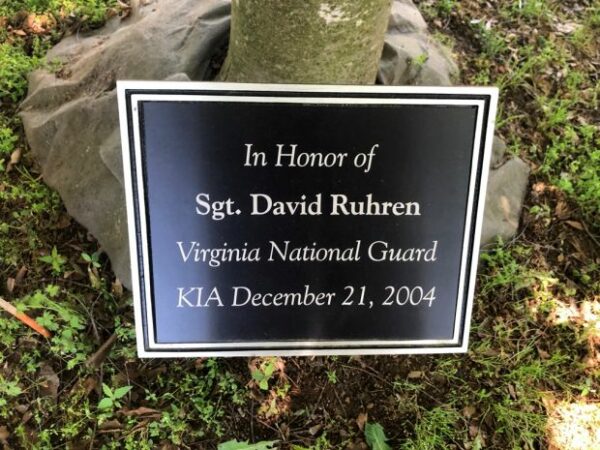 In Honor of
Sgt. David Ruhren
Virginia National Guard
KIA December 21, 2004